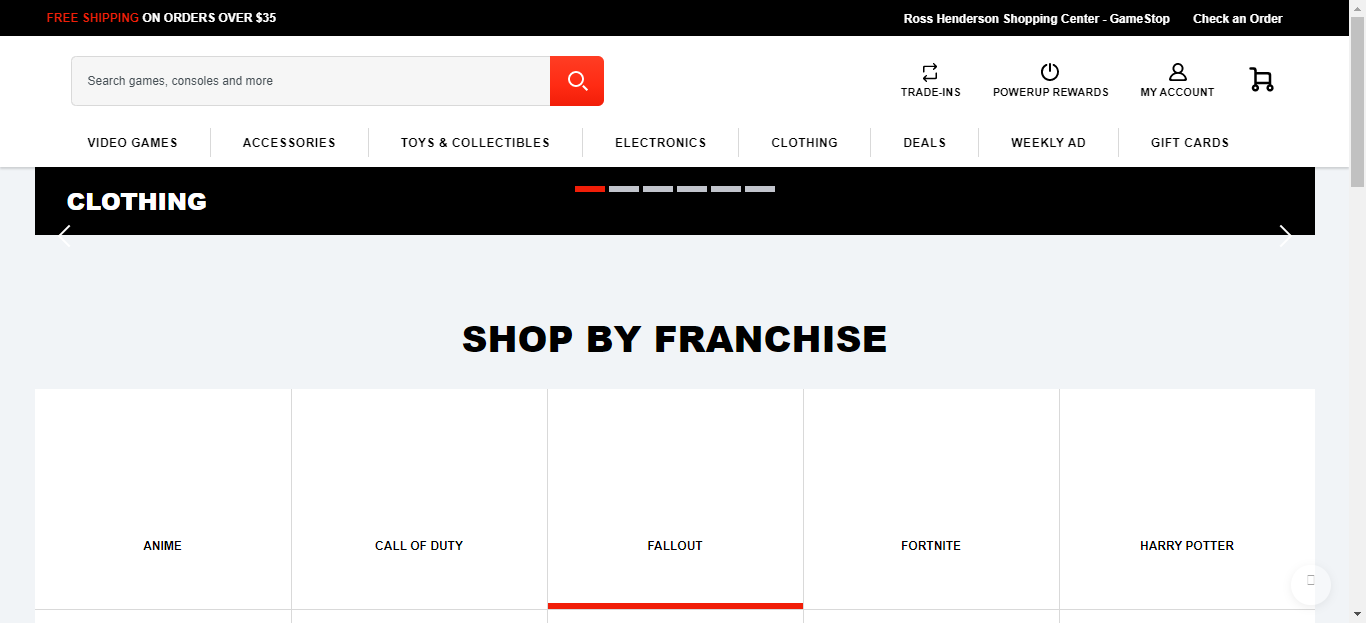 FREE SHIPPING ON ORDERS OVER $35
Ross Henderson Shopping Center - GameStop
Check an Order
Search games, consoles and more
TRADE-INS
POWERUP REWARDS
MY ACCOUNT
VIDEO GAMES
ACCESSORIES
TOYS & COLLECTIBLES
ELECTRONICS
CLOTHING
DEALS
WEEKLY AD
GIFT CARDS
CLOTHING
SHOP BY FRANCHISE
ANIME
CALL OF DUTY
FALLOUT
FORTNITE
HARRY POTTER